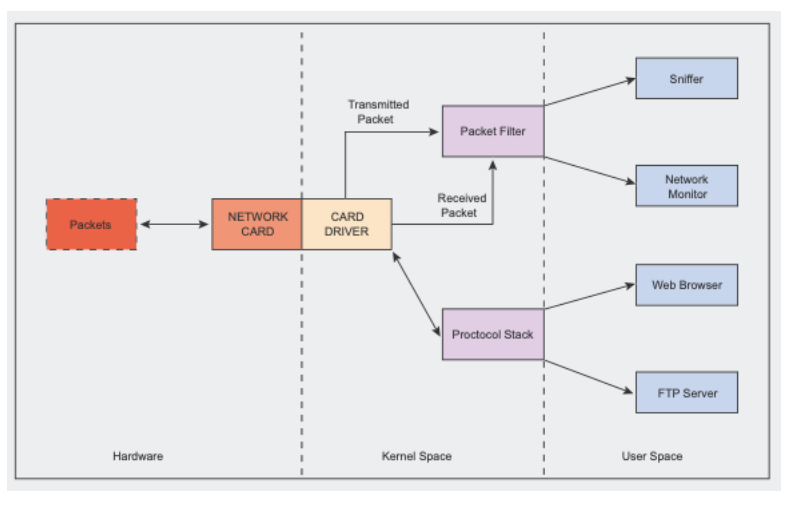 Sniffer
Transmitted
Packet
Packet Filter
Network
Monitor
Received
Packet
Packets
NETWORK
CARD
CARD
DRIVER
Web Browser
Proctocol Stack
FTP Server
Hardware
Kernel Space
User Space